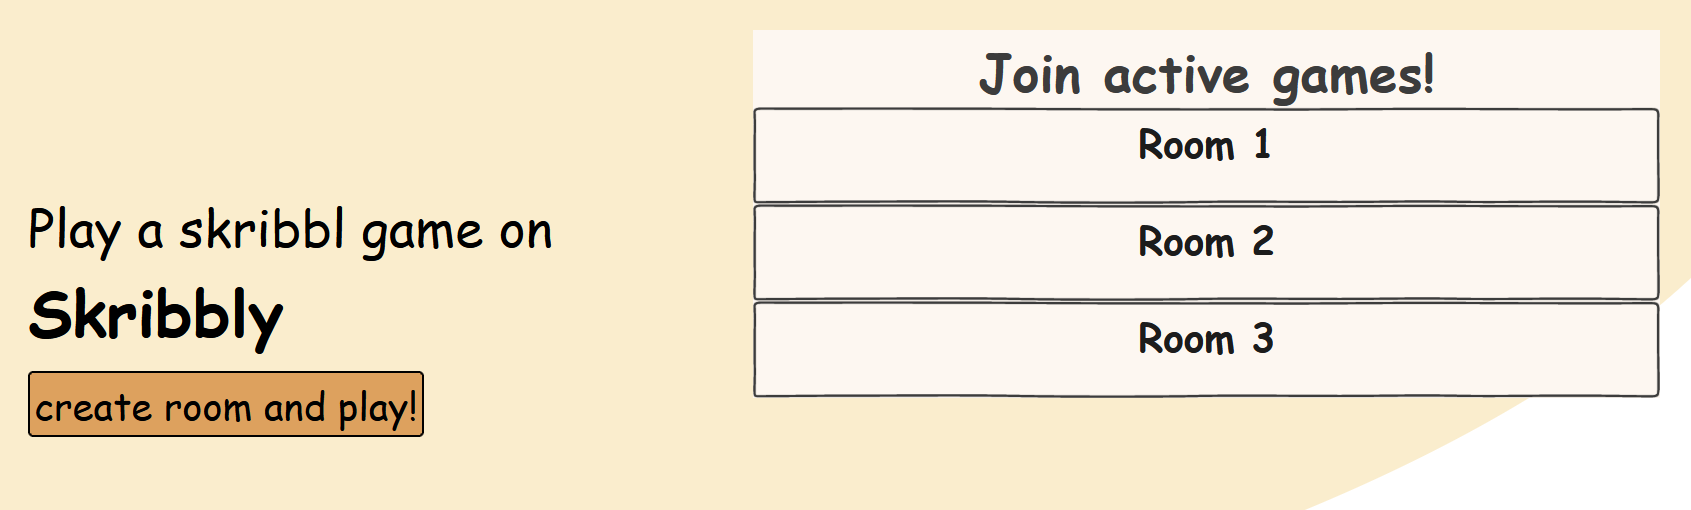 Play a skribbl game on
Skribbly
create room and play!
Join active games!
Room 1
Room 2
Room 3